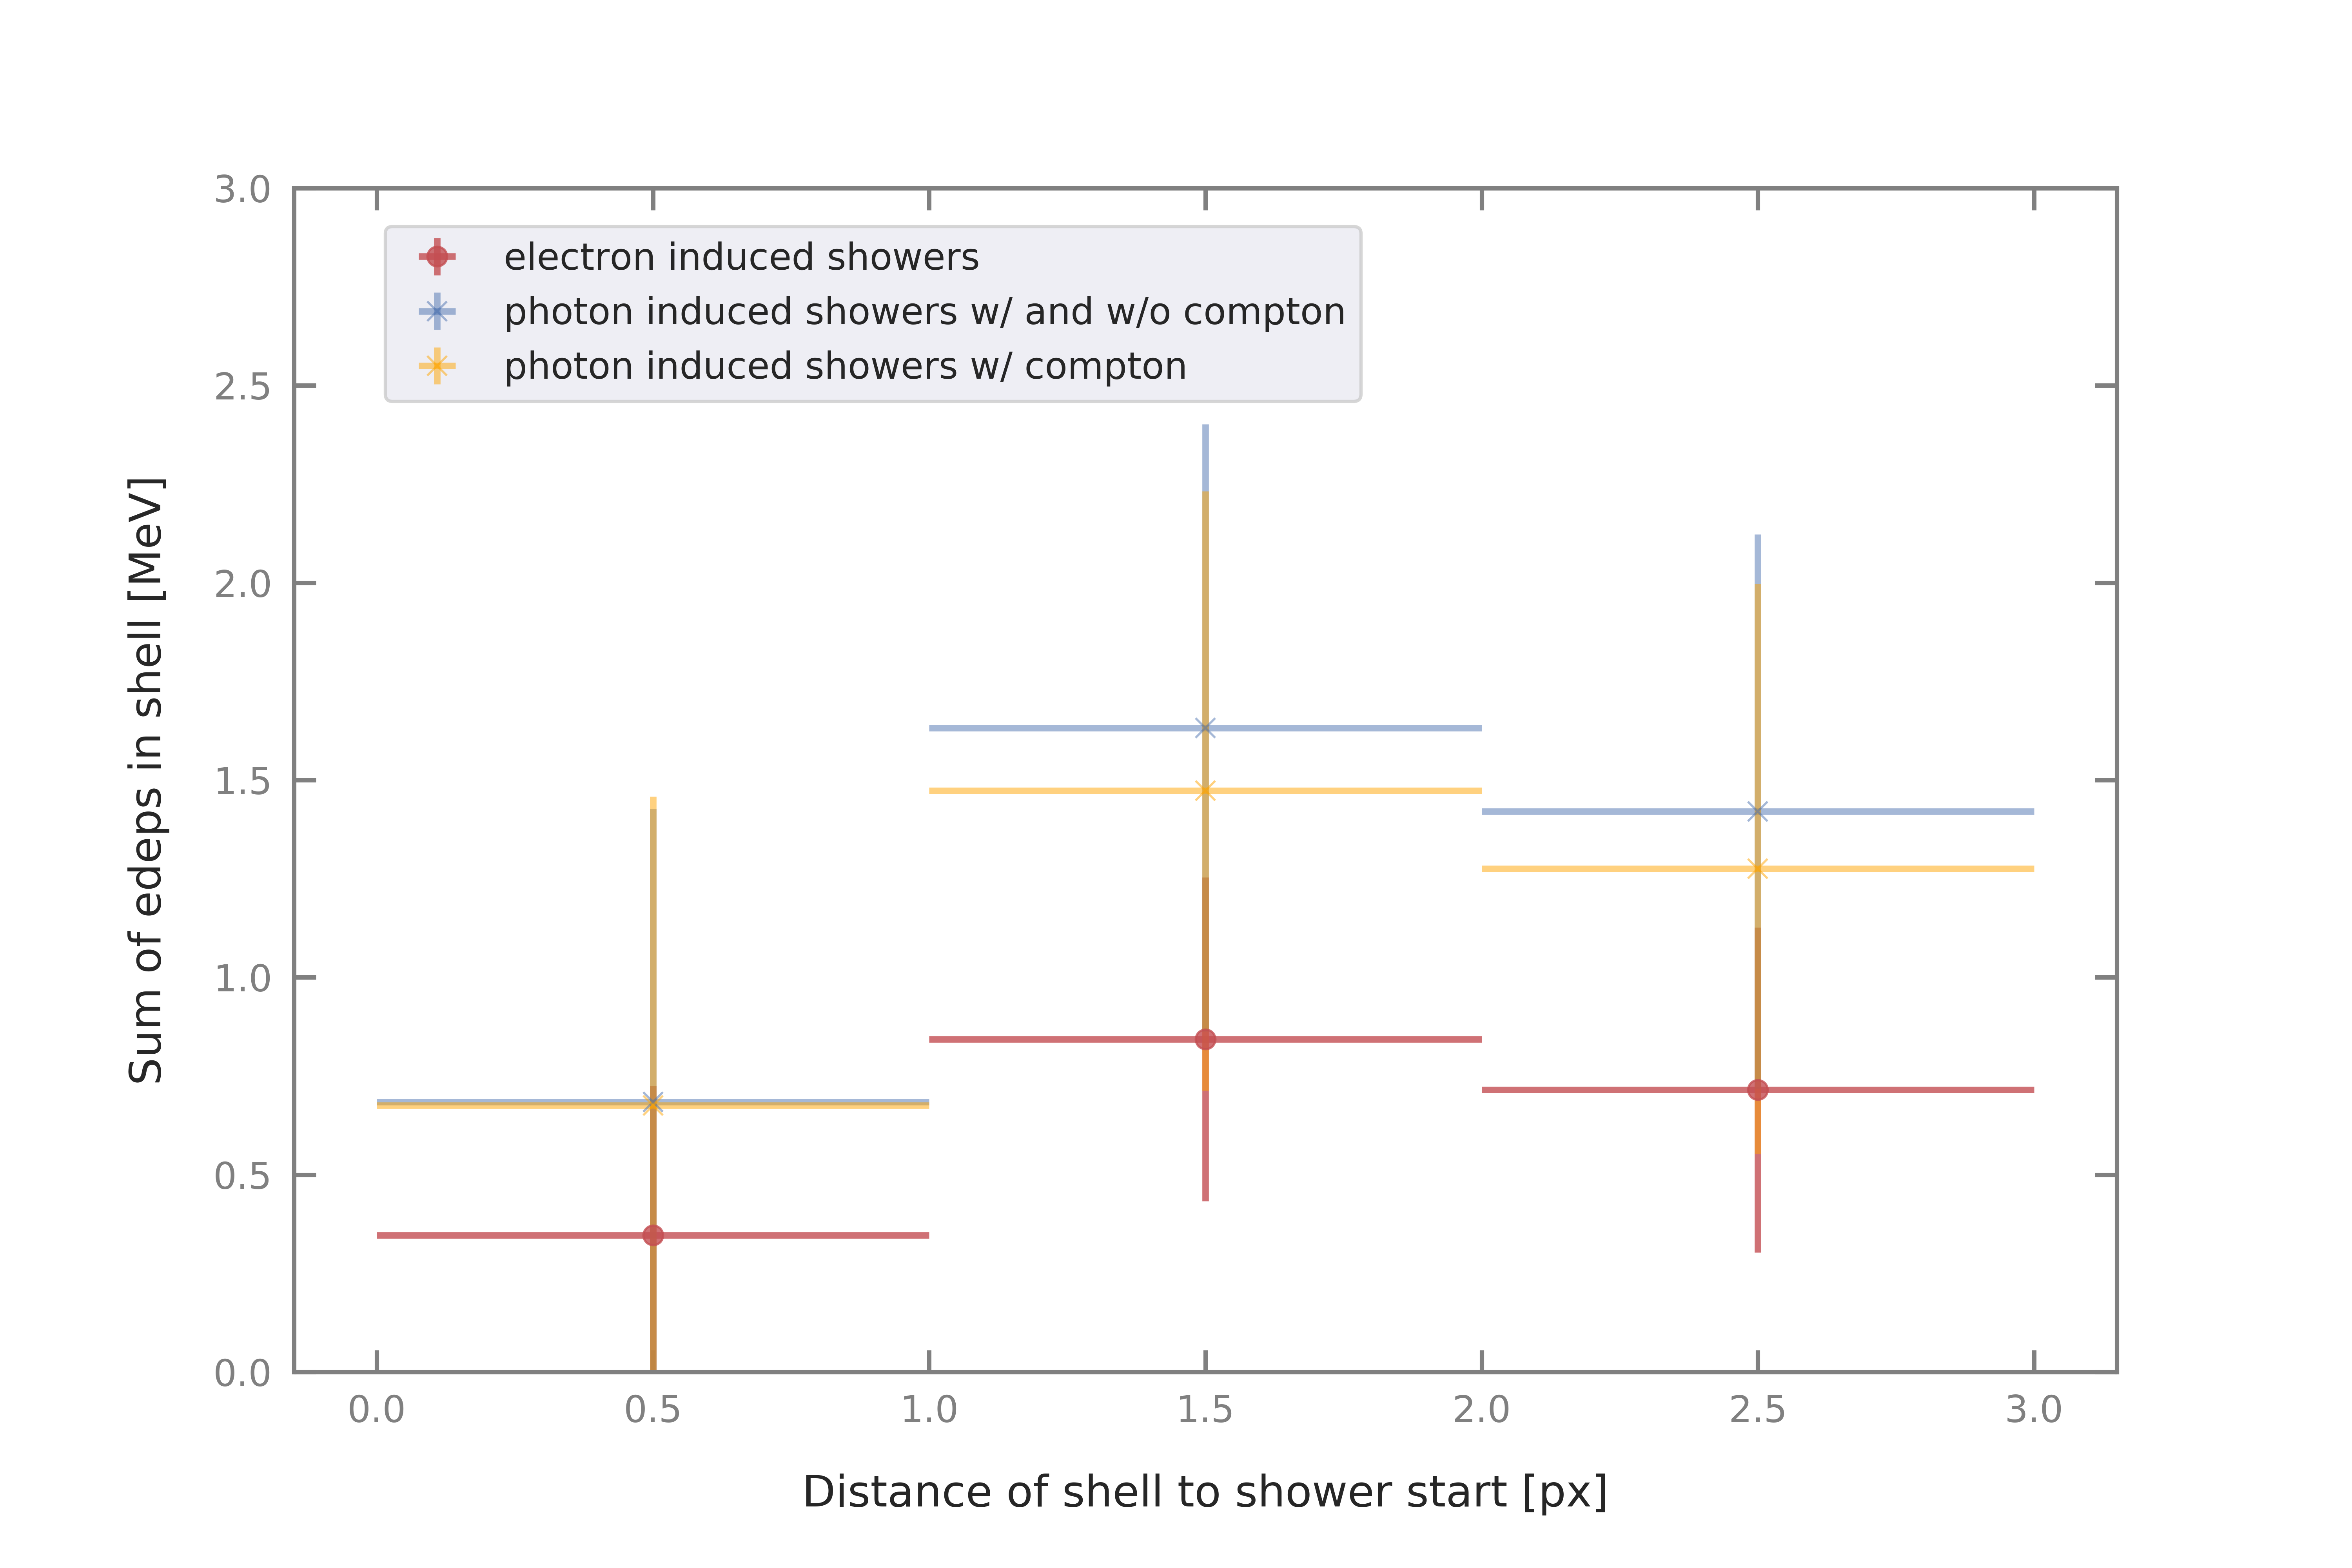 3.0
2.5
2.0
1.5
1.0
0.5
0.0
Sum of edeps in shell [MeV]
electron induced showers
photon induced showers w/ and w/o compton
photon induced showers w/ compton
0.0 0.5 1.0 1.5 2.0 2.5 3.0
Distance of shell to shower start [px]